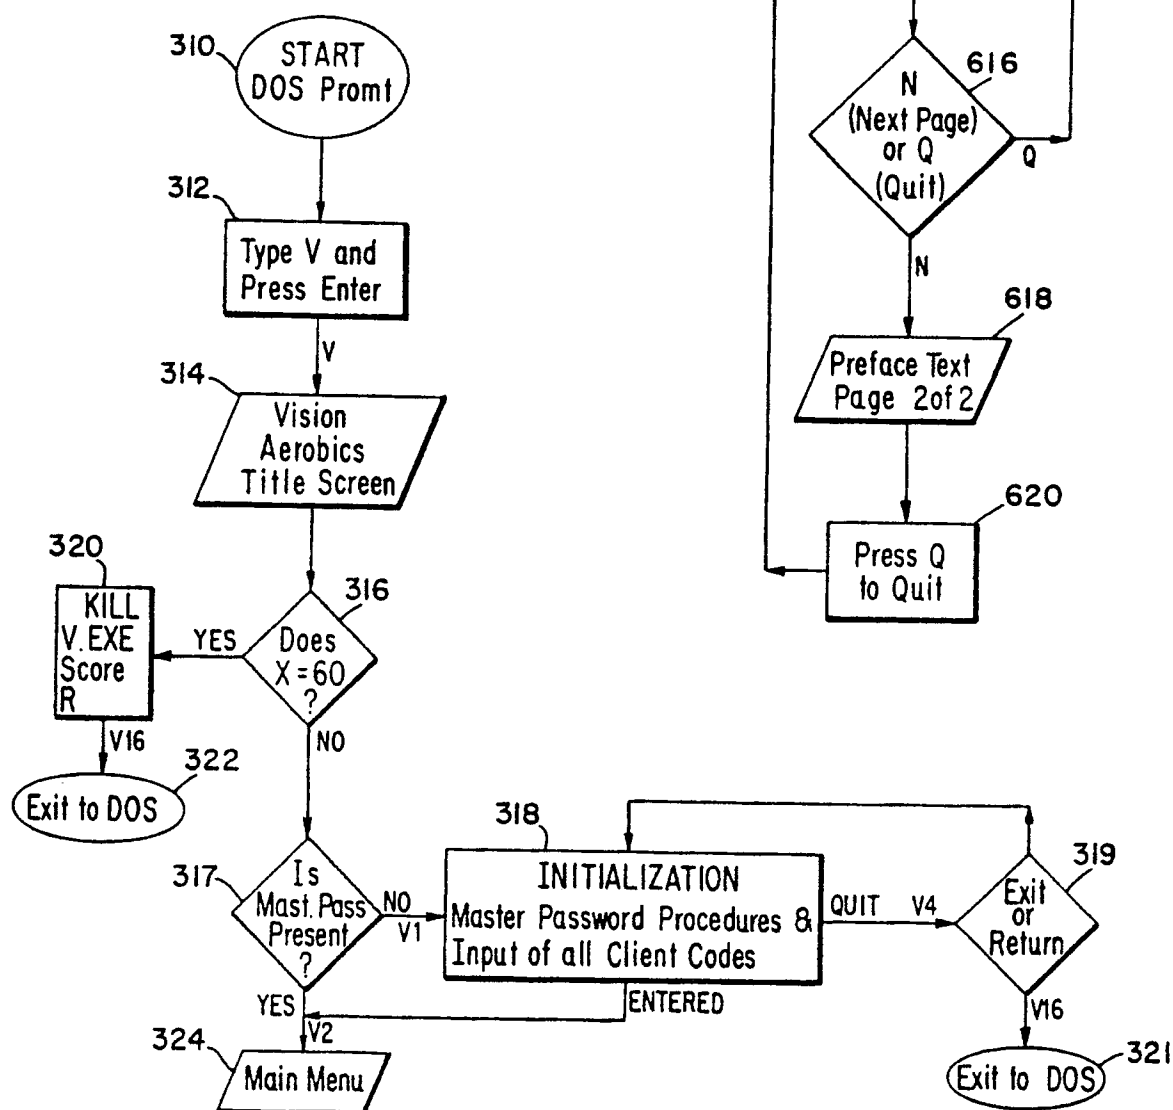 310
START
DOS Promt
312
Type V and
Press Enter
V
314
Vision
Aerobics
Title Screen
316
Does
X=60
?
YES
NO
320
KILL
V.EXE
Score
R
V16
322
Exit to DOS
317
Is
Mast. Pass
Present
?
NO
V1
YES
V2
324
Main Menu
318
INITIALIZATION
Master Password Procedures &
Input of all Client Codes
ENTERED
QUIT V4
319
Exit
or
Return
V16
321
Exit to DOS
616
N
(Next Page)
or Q
(Quit)
Q
N
618
Preface Text
Page 2of 2
620
Press Q
to Quit